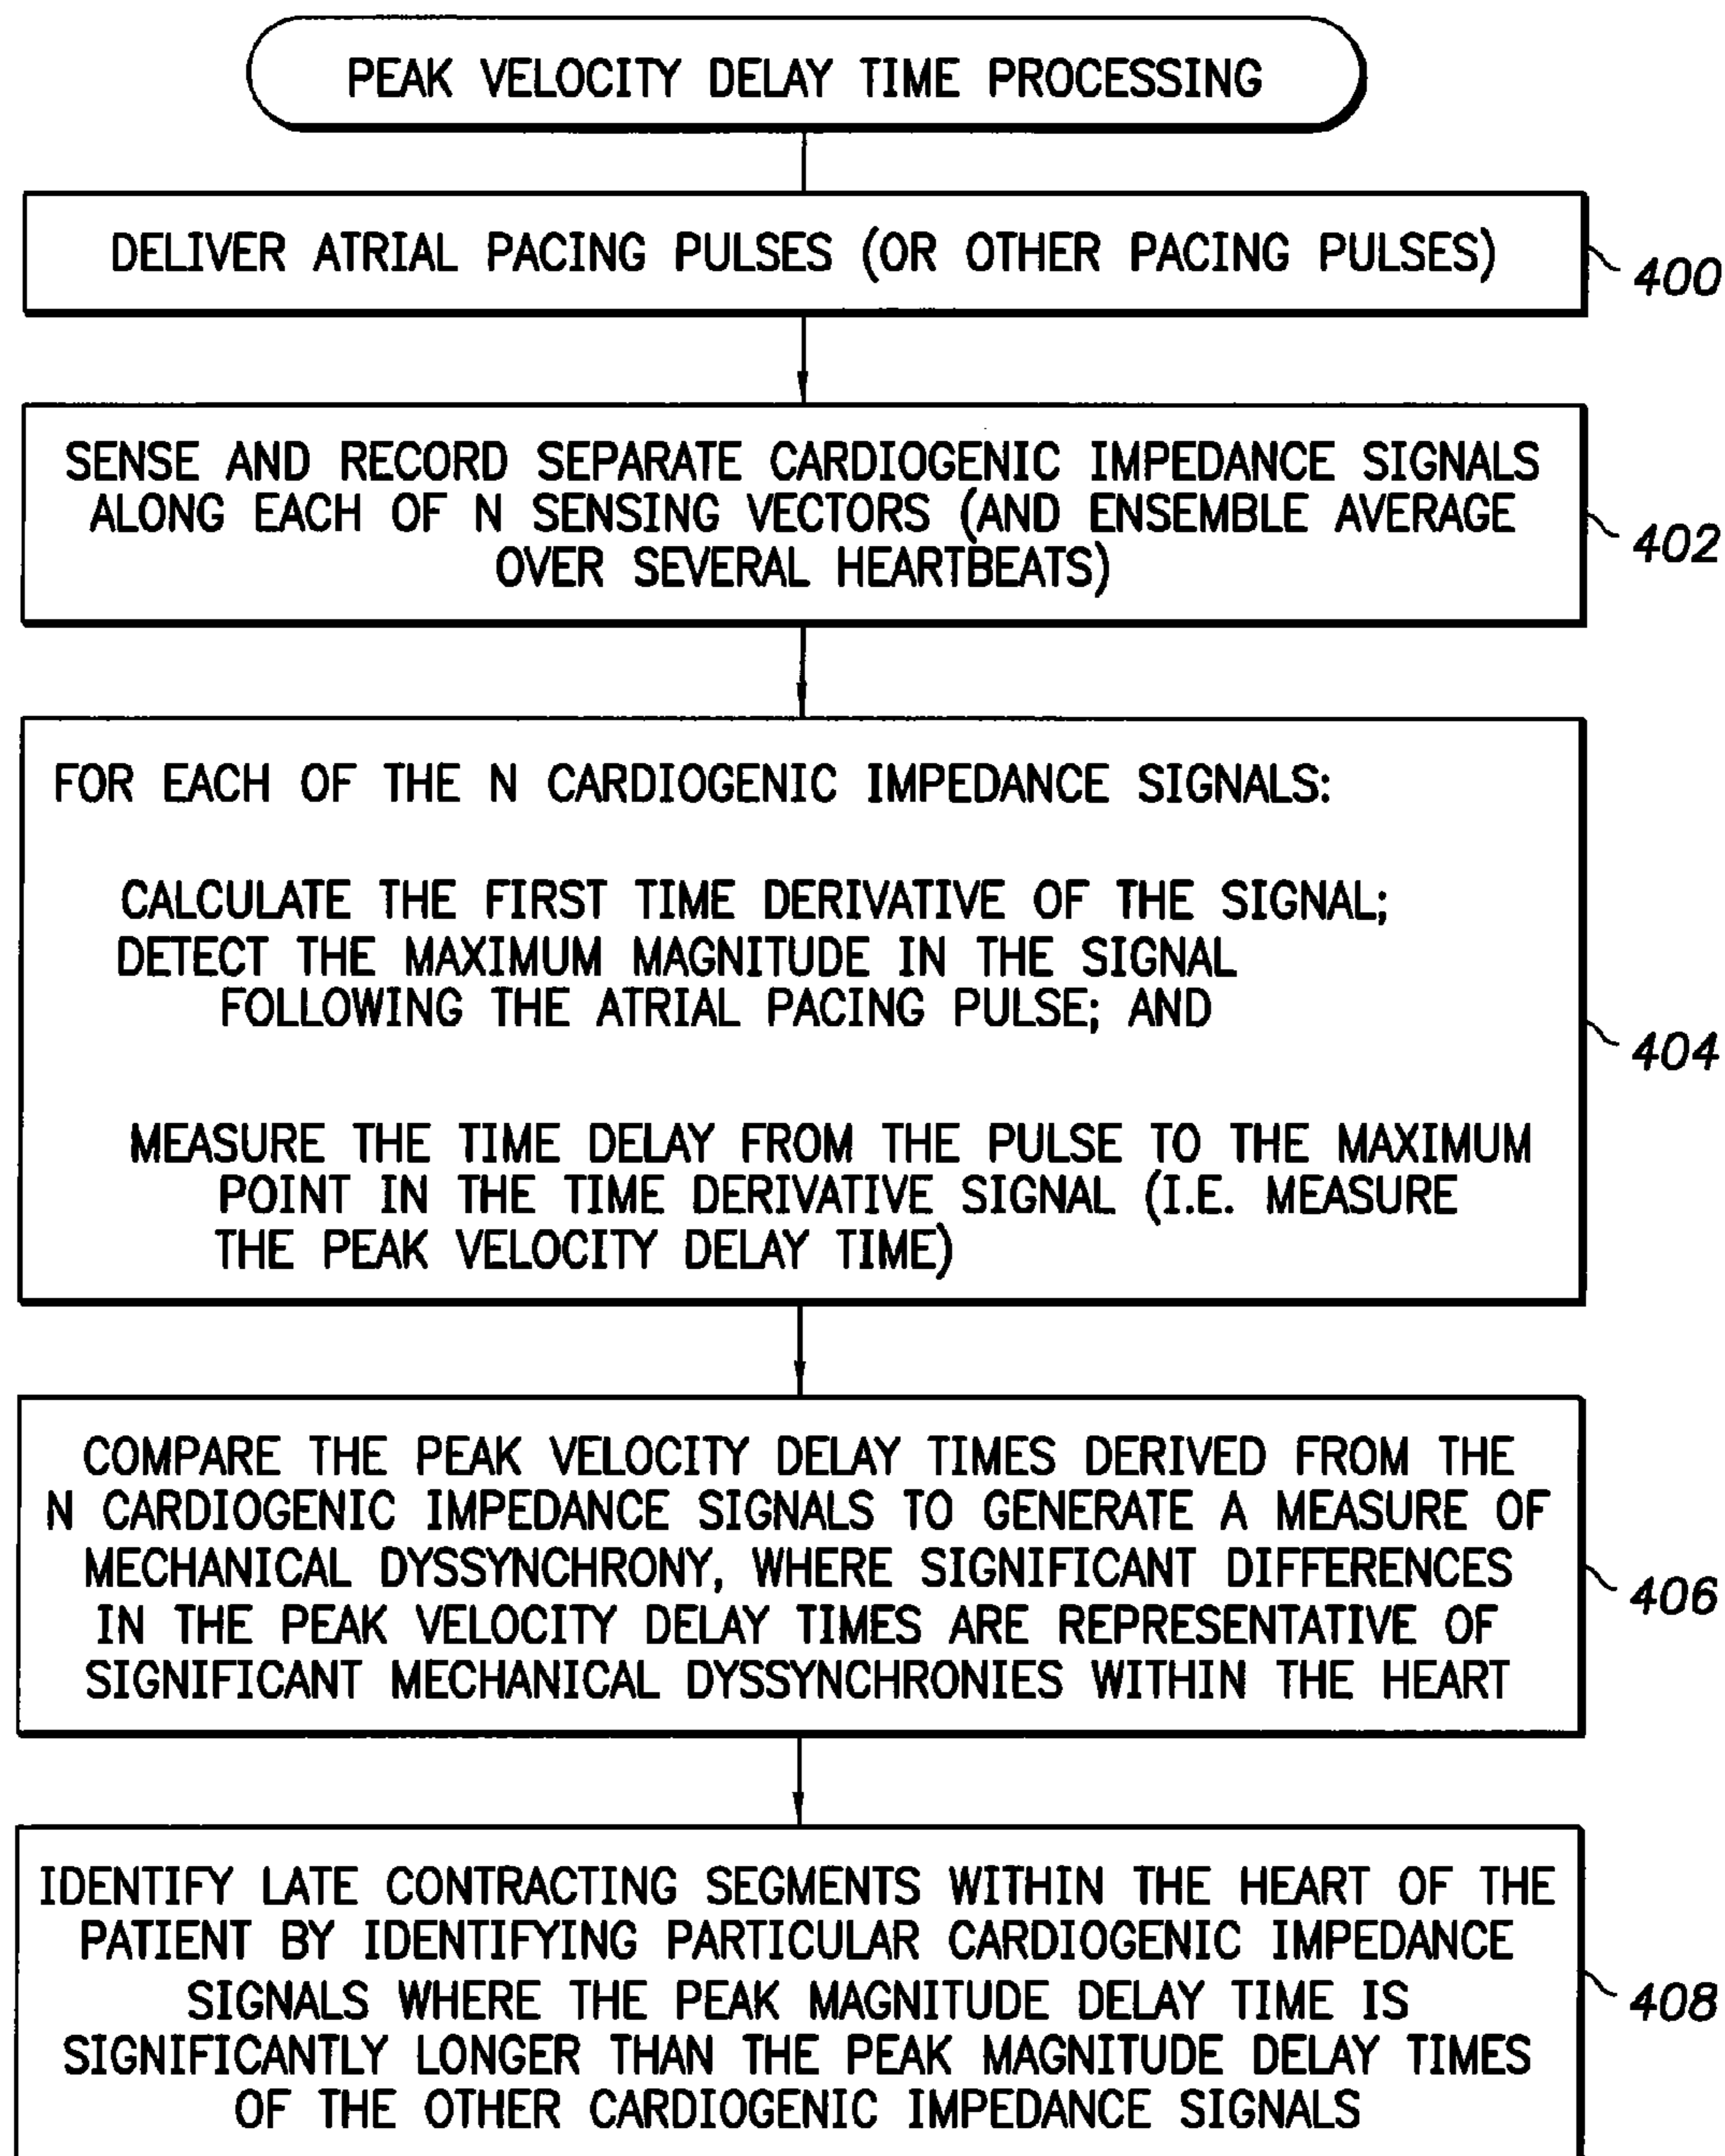 PEAK VELOCITY DELAY TIME PROCESSING
DELIVER ATRIAL PACING PULSES (OR OTHER PACING PULSES)
400
SENSE AND RECORD SEPARATE CARDIOGENIC IMPEDANCE SIGNALS
ALONG EACH OF N SENSING VECTORS (AND ENSEMBLE AVERAGE
OVER SEVERAL HEARTBEATS)
402
FOR EACH OF THE N CARDIOGENIC IMPEDANCE SIGNALS:
CALCULATE THE FIRST TIME DERIVATIVE OF THE SIGNAL;
DETECT THE MAXIMUM MAGNITUDE IN THE SIGNAL
FOLLOWING THE ATRIAL PACING PULSE; AND
MEASURE THE TIME DELAY FROM THE PULSE TO THE MAXIMUM
POINT IN THE TIME DERIVATIVE SIGNAL (I.E. MEASURE
THE PEAK VELOCITY DELAY TIME)
404
COMPARE THE PEAK VELOCITY DELAY TIMES DERIVED FROM THE
N CARDIOGENIC IMPEDANCE SIGNALS TO GENERATE A MEASURE OF
MECHANICAL DYSSYNCHRONY, WHERE SIGNIFICANT DIFFERENCES
IN THE PEAK VELOCITY DELAY TIMES ARE REPRESENTATIVE OF
SIGNIFICANT MECHANICAL DYSSYNCHRONIES WITHIN THE HEART
406
IDENTIFY LATE CONTRACTING SEGMENTS WITHIN THE HEART OF THE
PATIENT BY IDENTIFYING PARTICULAR CARDIOGENIC IMPEDANCE
SIGNALS WHERE THE PEAK MAGNITUDE DELAY TIME IS
SIGNIFICANTLY LONGER THAN THE PEAK MAGNITUDE DELAY TIMES
OF THE OTHER CARDIOGENIC IMPEDANCE SIGNALS
408